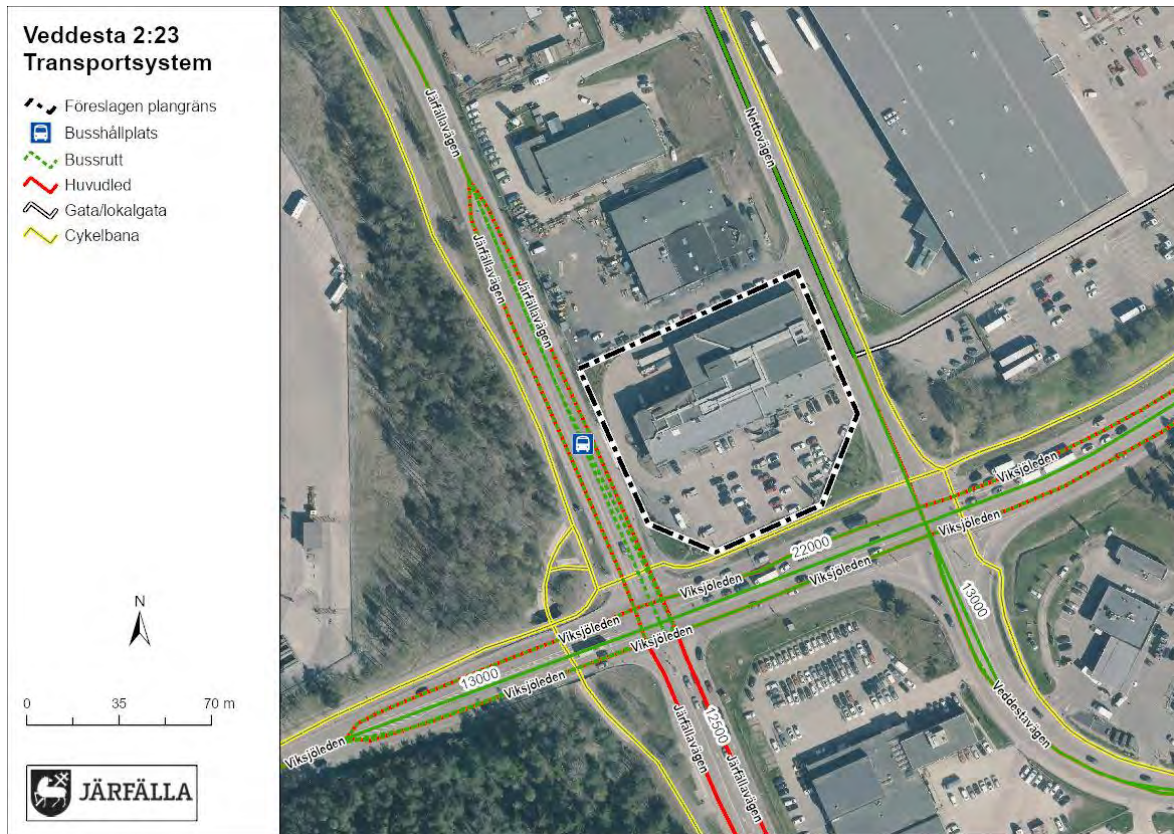 Veddesta 2:23
Transportsystem
Föreslagen plangräns
Busshållplats
Bussrutt
Huvudled
Gata/lokalgata
Cykelbana
N
0 35 70 m
JÄRFÄLLA
Järfällavägen
Nettovägen
Järfällavägen
Järfällavägen
Viksjöleden
Viksjöleden
22000
Viksjöleden
Viksjöleden
Viksjöleden
Viksjöleden
13000
13000
Viksjöleden
Viksjöleden
Veddestavägen
Järfällavägen
12500
Järfällavägen